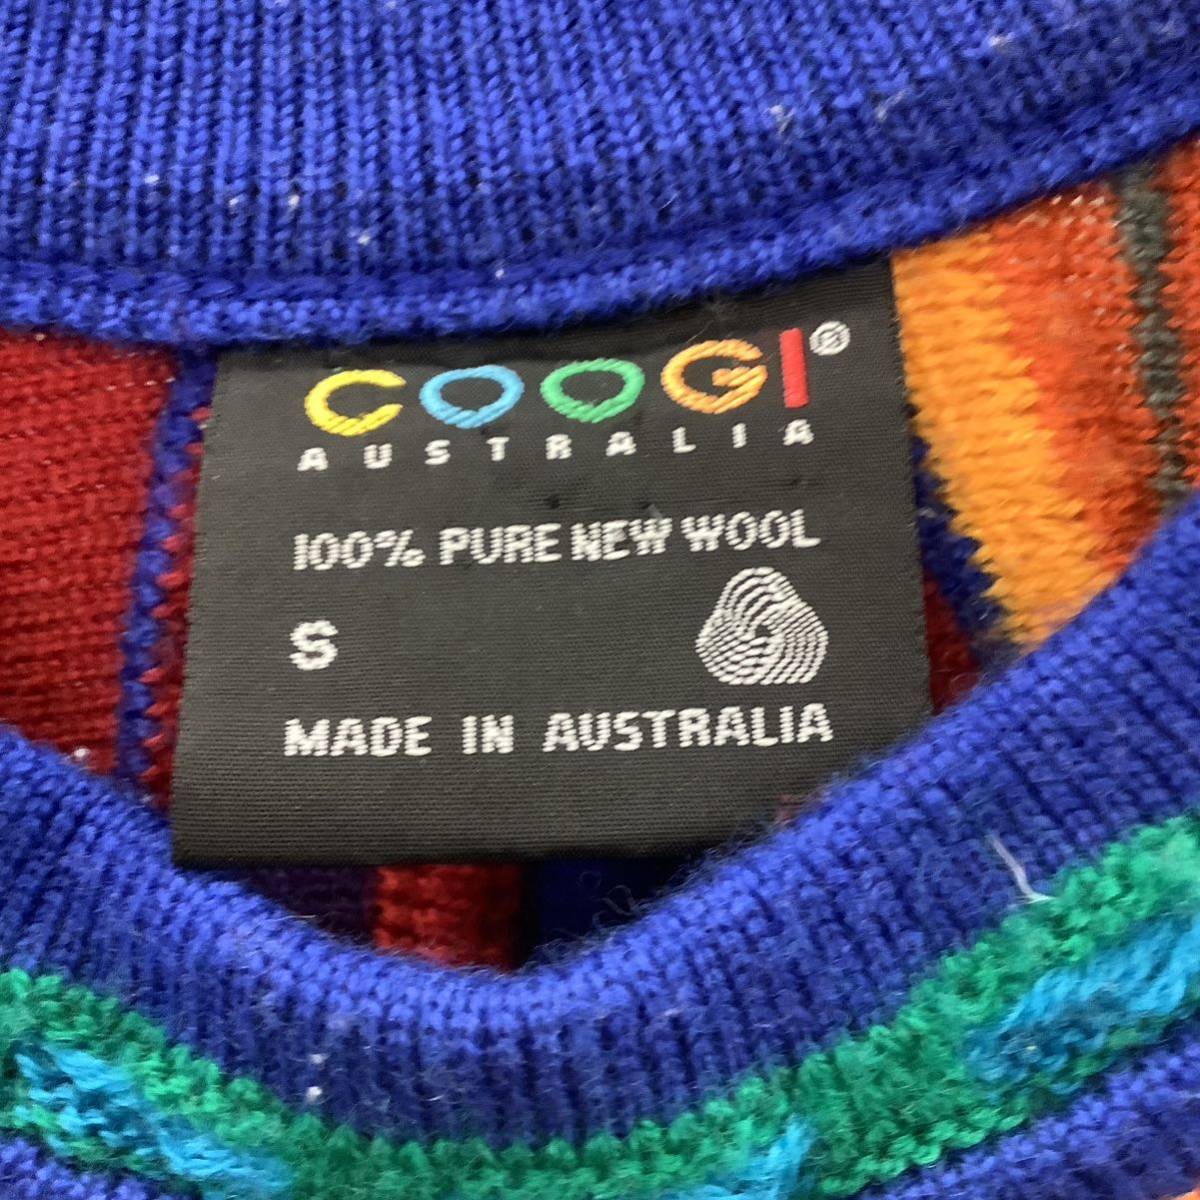 COOGI®
AUSTRALIA
100% PURE NEW WOOL
S
MADE IN AUSTRALIA